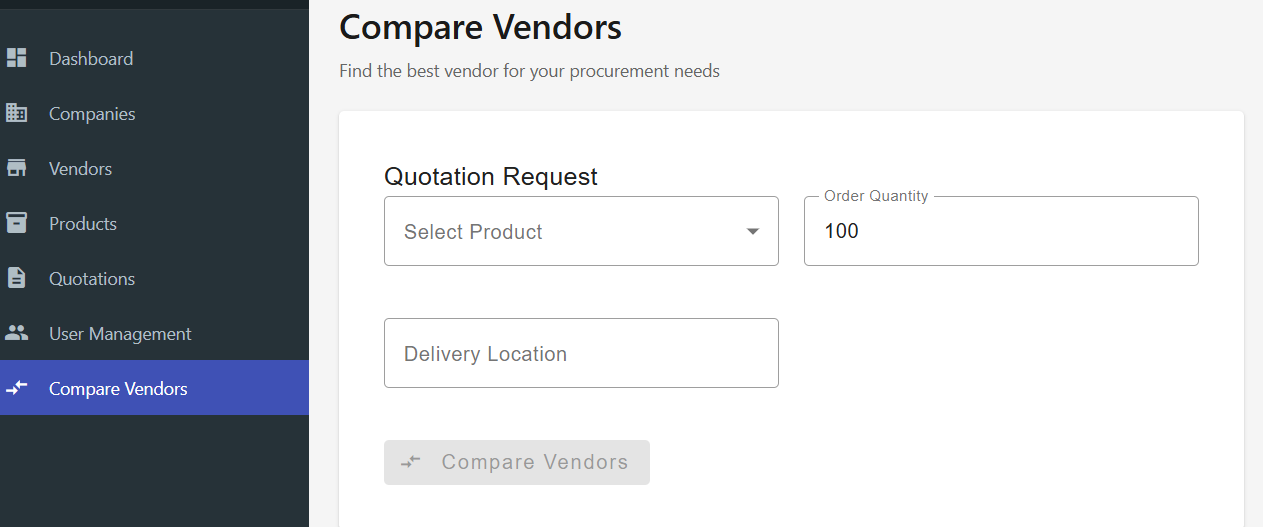 Compare Vendors
Find the best vendor for your procurement needs
Dashboard
Companies
Vendors
Products
Quotations
User Management
Compare Vendors
Quotation Request
Select Product
Order Quantity
100
Delivery Location
Compare Vendors